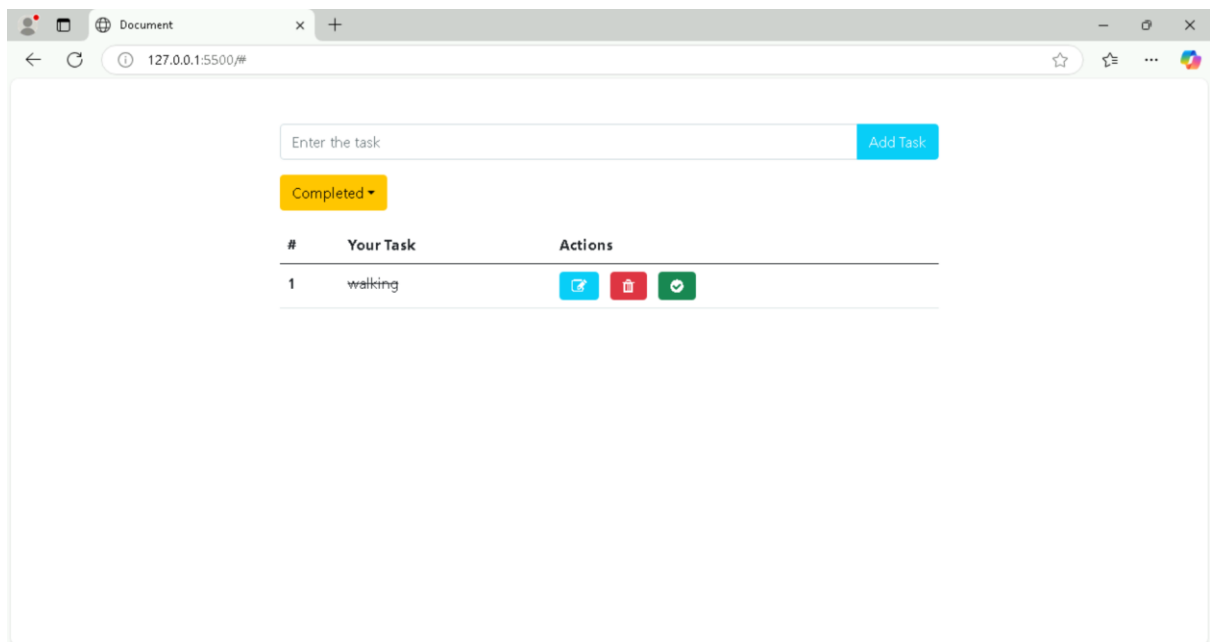 Document
127.0.0.1:5500/#
Enter the task
Add Task
Completed
# Your Task Actions
1 walking